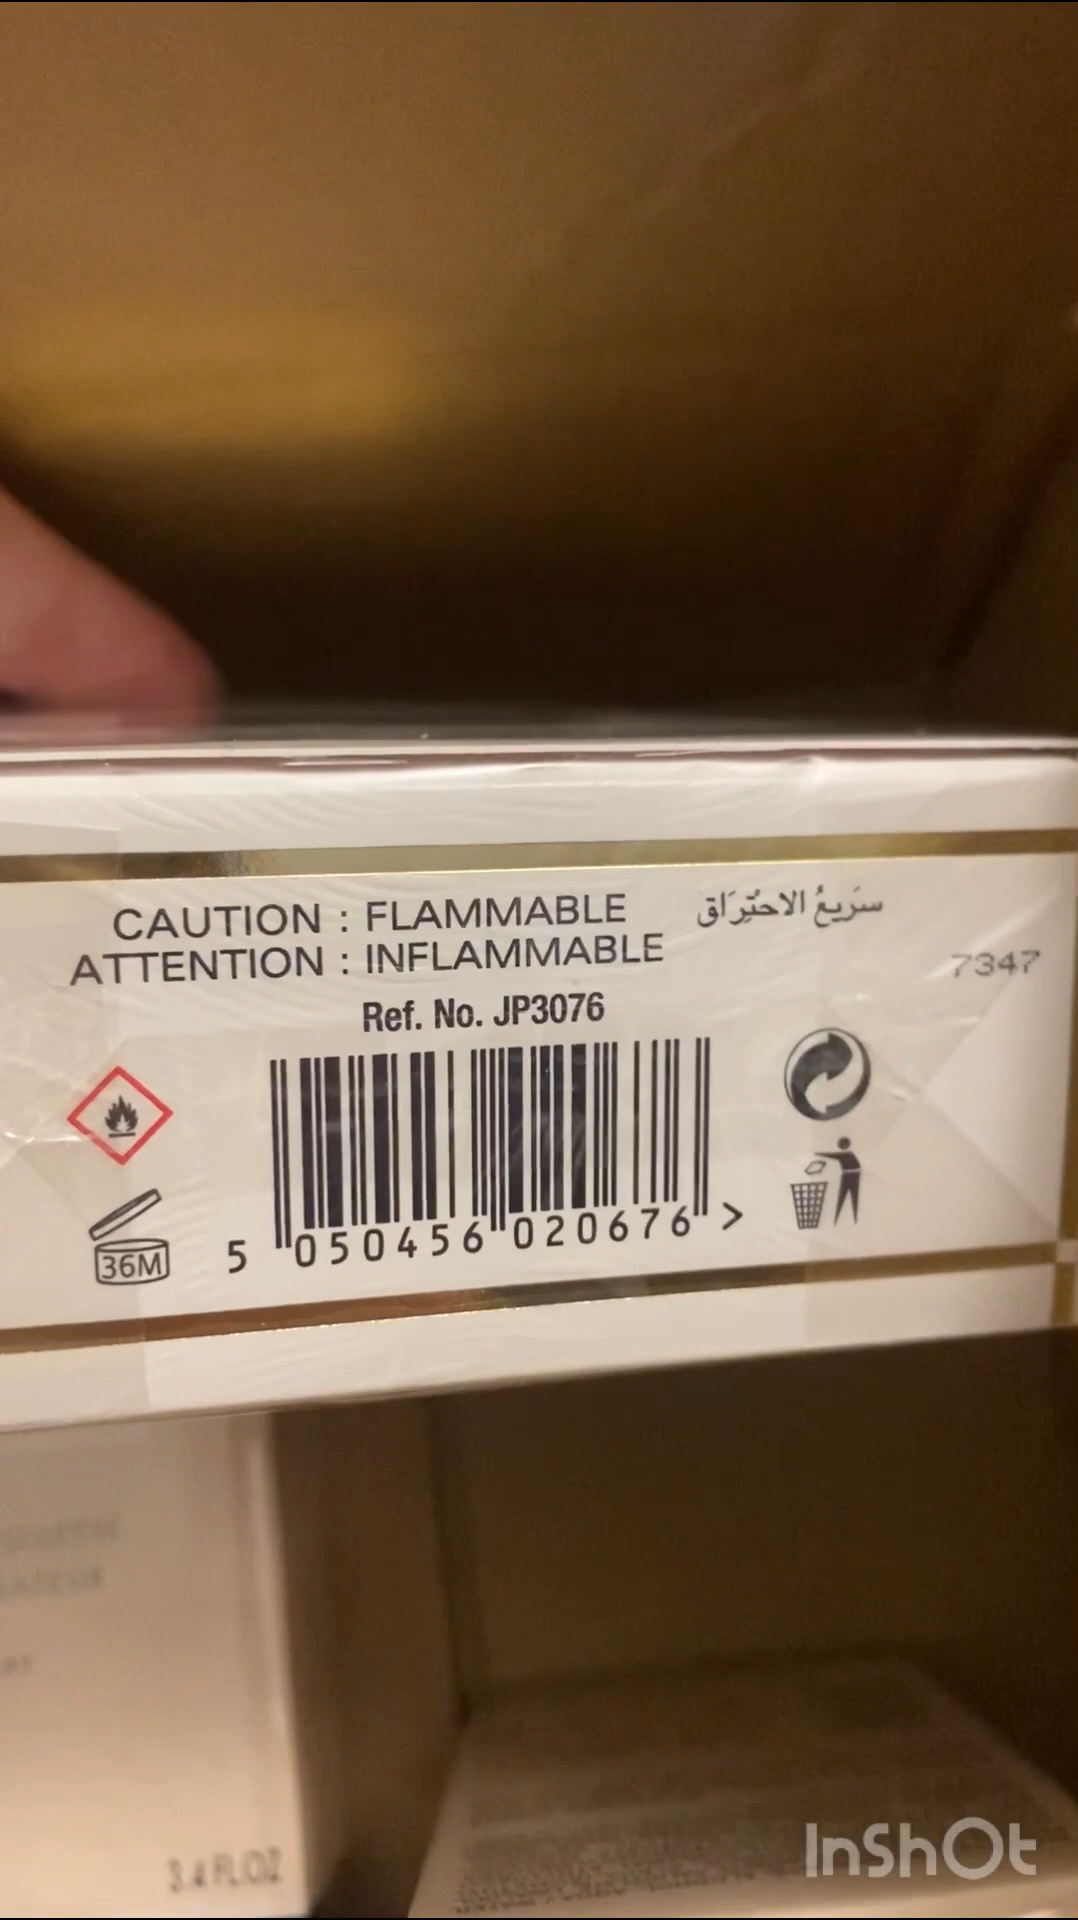 CAUTION : FLAMMABLE سَريعُ الاحتِرَاق
ATTENTION : INFLAMMABLE
7347
Ref. No. JP3076
36M
5 050456 020676 >
3.4 FL.OZ
InShOt